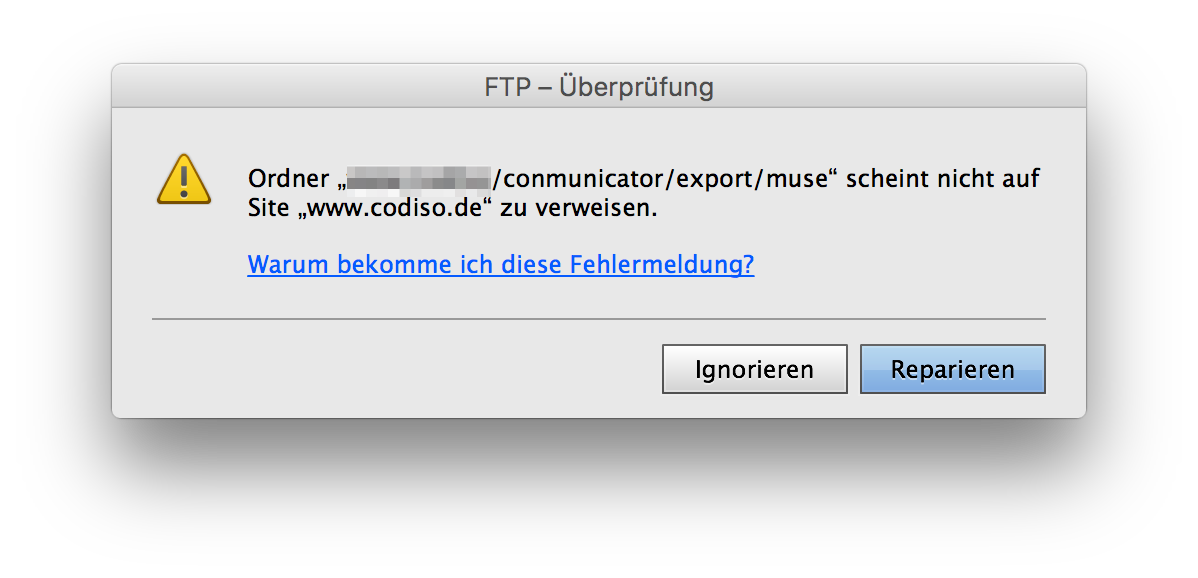 FTP – Überprüfung
Ordner „/conmunicator/export/muse“ scheint nicht auf
Site „www.codiso.de“ zu verweisen.
Warum bekomme ich diese Fehlermeldung?
Ignorieren
Reparieren